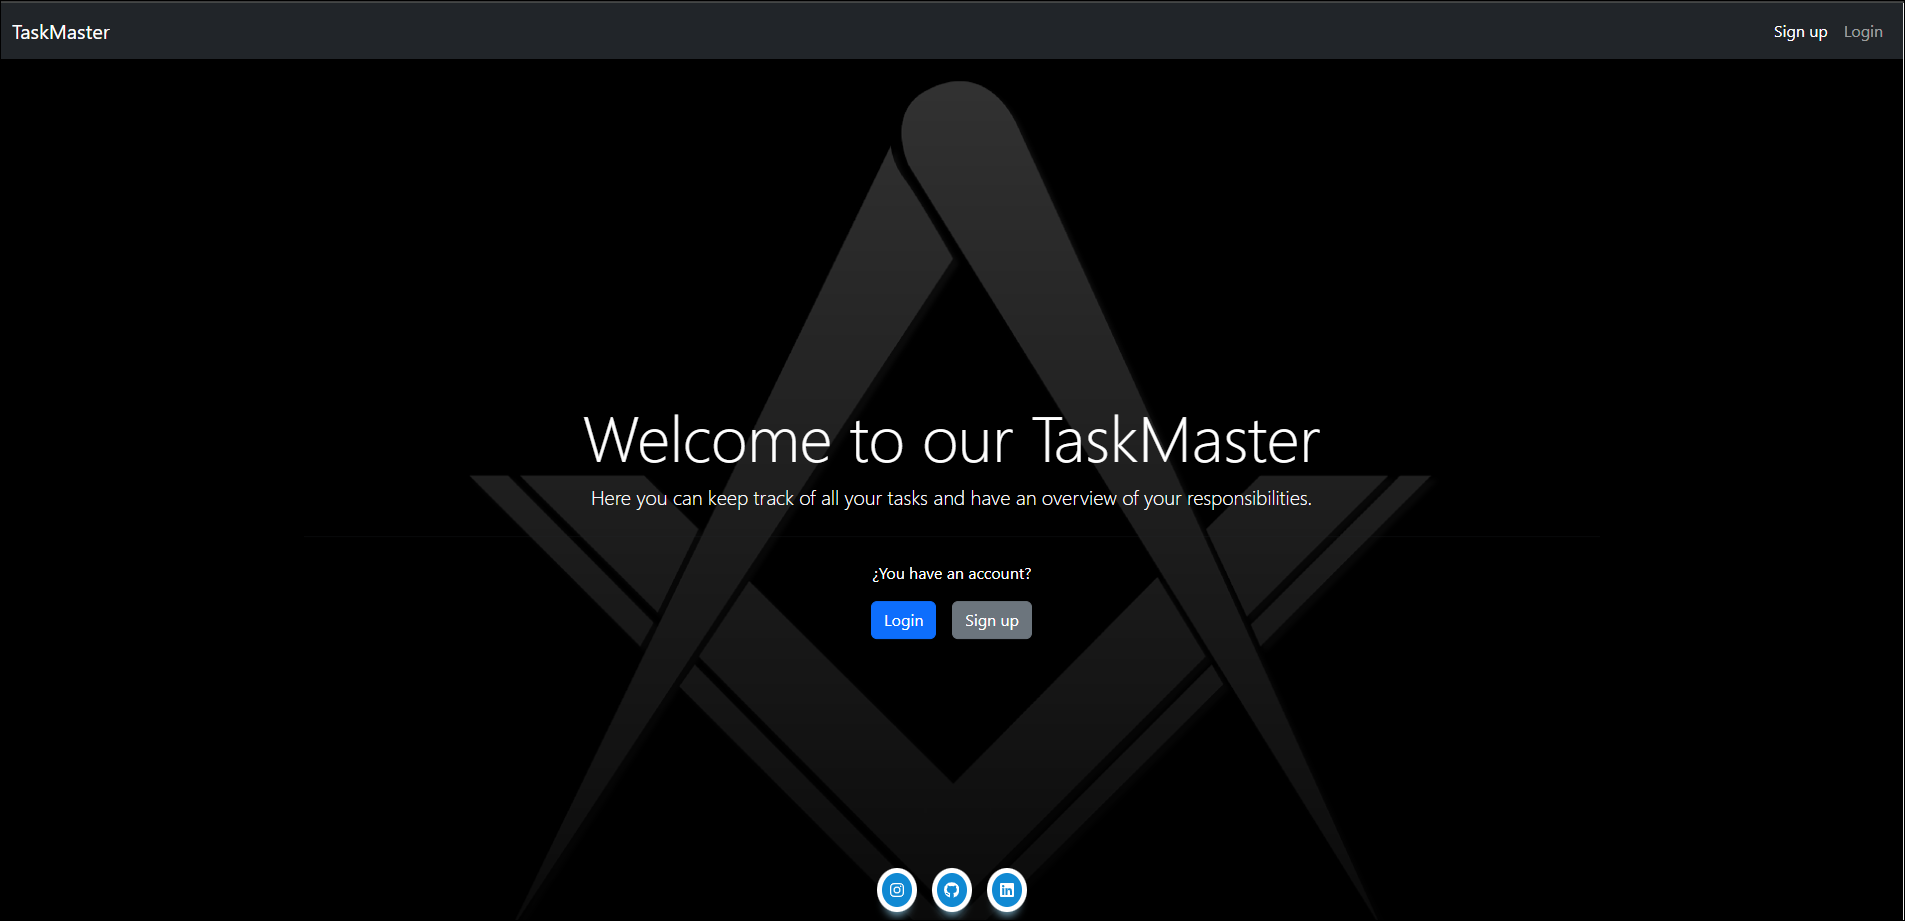 TaskMaster
Sign up Login
Welcome to our TaskMaster
Here you can keep track of all your tasks and have an overview of your responsibilities.
¿You have an account?
Login Sign up
in